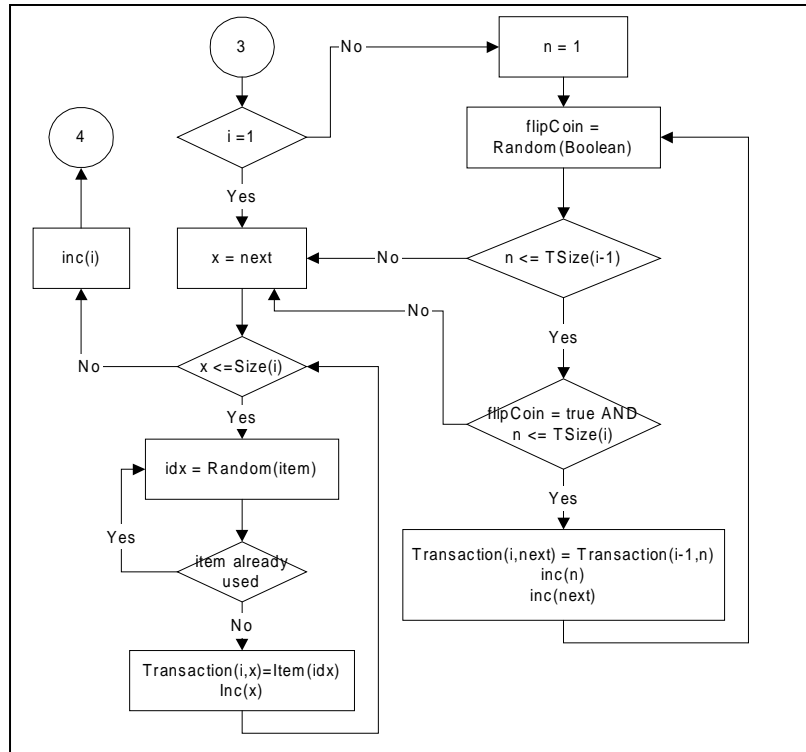 3
No
n = 1
4
i =1
flipCoin =
Random(Boolean)
Yes
inc(i)
x = next
No
n <= TSize(i-1)
No
Yes
No
x <=Size(i)
Yes
flipCoin = true AND
n <= TSize(i)
idx = Random(item)
Yes
Yes
item already
used
Transaction(i,next) = Transaction(i-1,n)
inc(n)
inc(next)
No
Transaction(i,x)=Item(idx)
Inc(x)